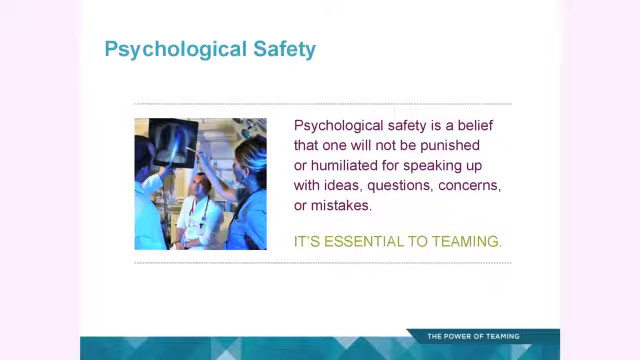 Psychological Safety
Psychological safety is a belief
that one will not be punished
or humiliated for speaking up
with ideas, questions, concerns,
or mistakes.
IT'S ESSENTIAL TO TEAMING.
THE POWER OF TEAMING